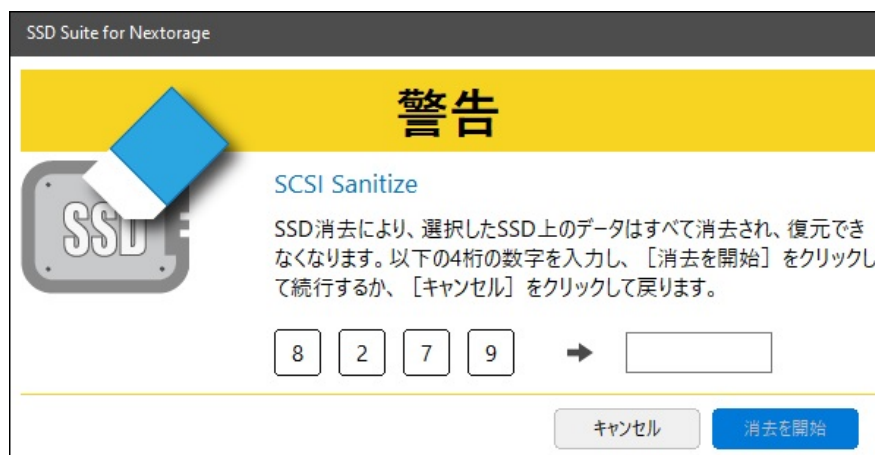 SSD Suite for Nextorage
警告
SSD
SCSI Sanitize
SSD消去により、選択したSSD上のデータはすべて消去され、復元でき
なくなります。以下の4桁の数字を入力し、［消去を開始］をクリックし
て続行するか、［キャンセル］をクリックして戻ります。
8 2 7 9
キャンセル 消去を開始